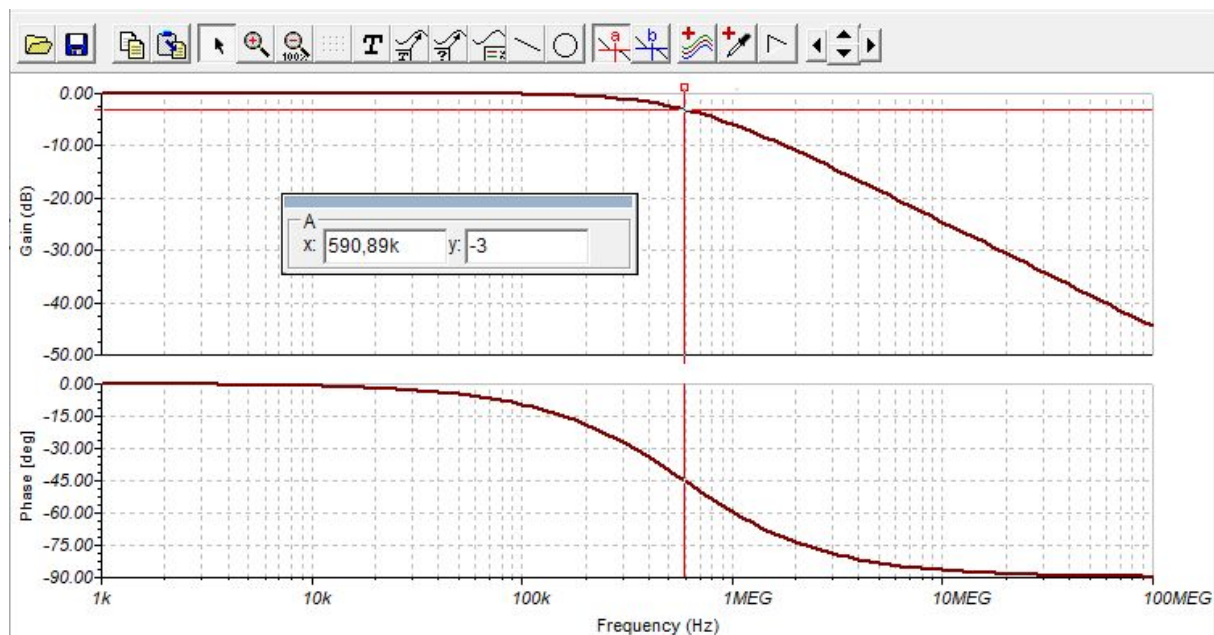 100%
T
T
?
a
b
0.00
-10.00
-20.00
-30.00
-40.00
-50.00
Gain (dB)
A
x: 590,89k y: -3
0.00
-15.00
-30.00
-45.00
-60.00
-75.00
-90.00
Phase [deg]
1k 10k 100k 1MEG 10MEG 100MEG
Frequency (Hz)